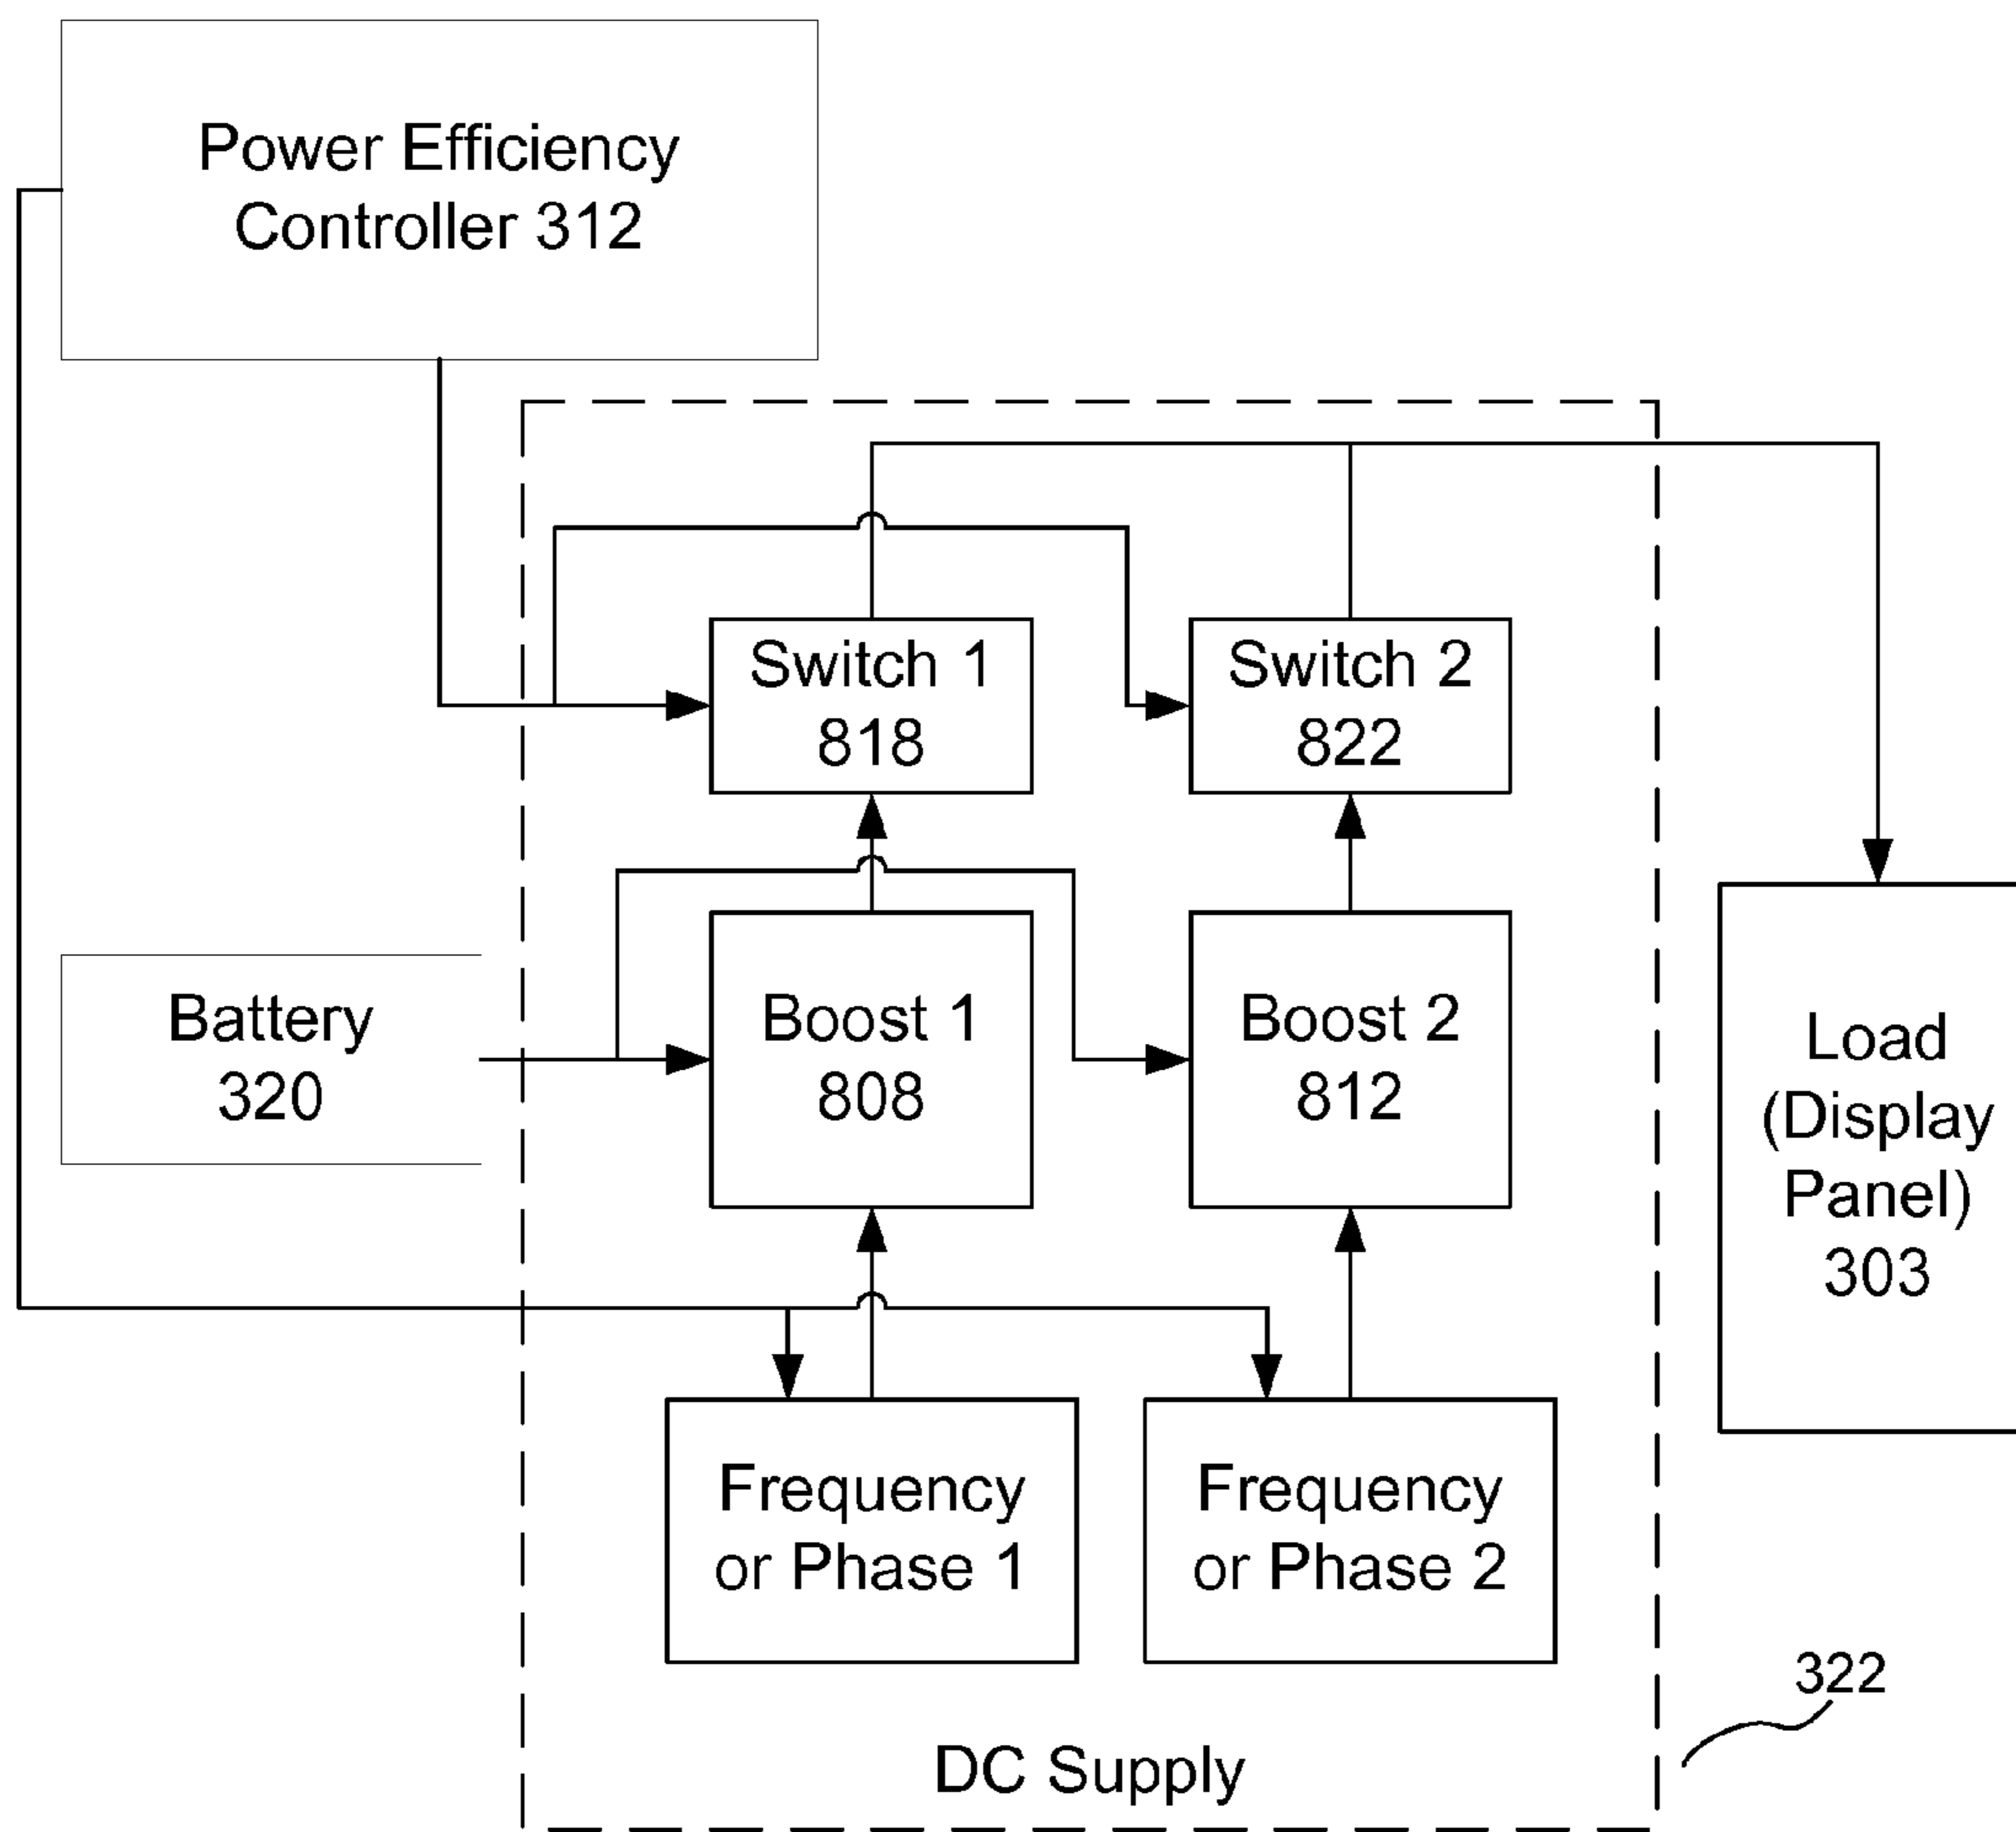 Power Efficiency
Controller 312
Switch 1
818
Switch 2
822
Battery
320
Boost 1
808
Boost 2
812
Load
(Display
Panel)
303
Frequency
or Phase 1
Frequency
or Phase 2
322
DC Supply